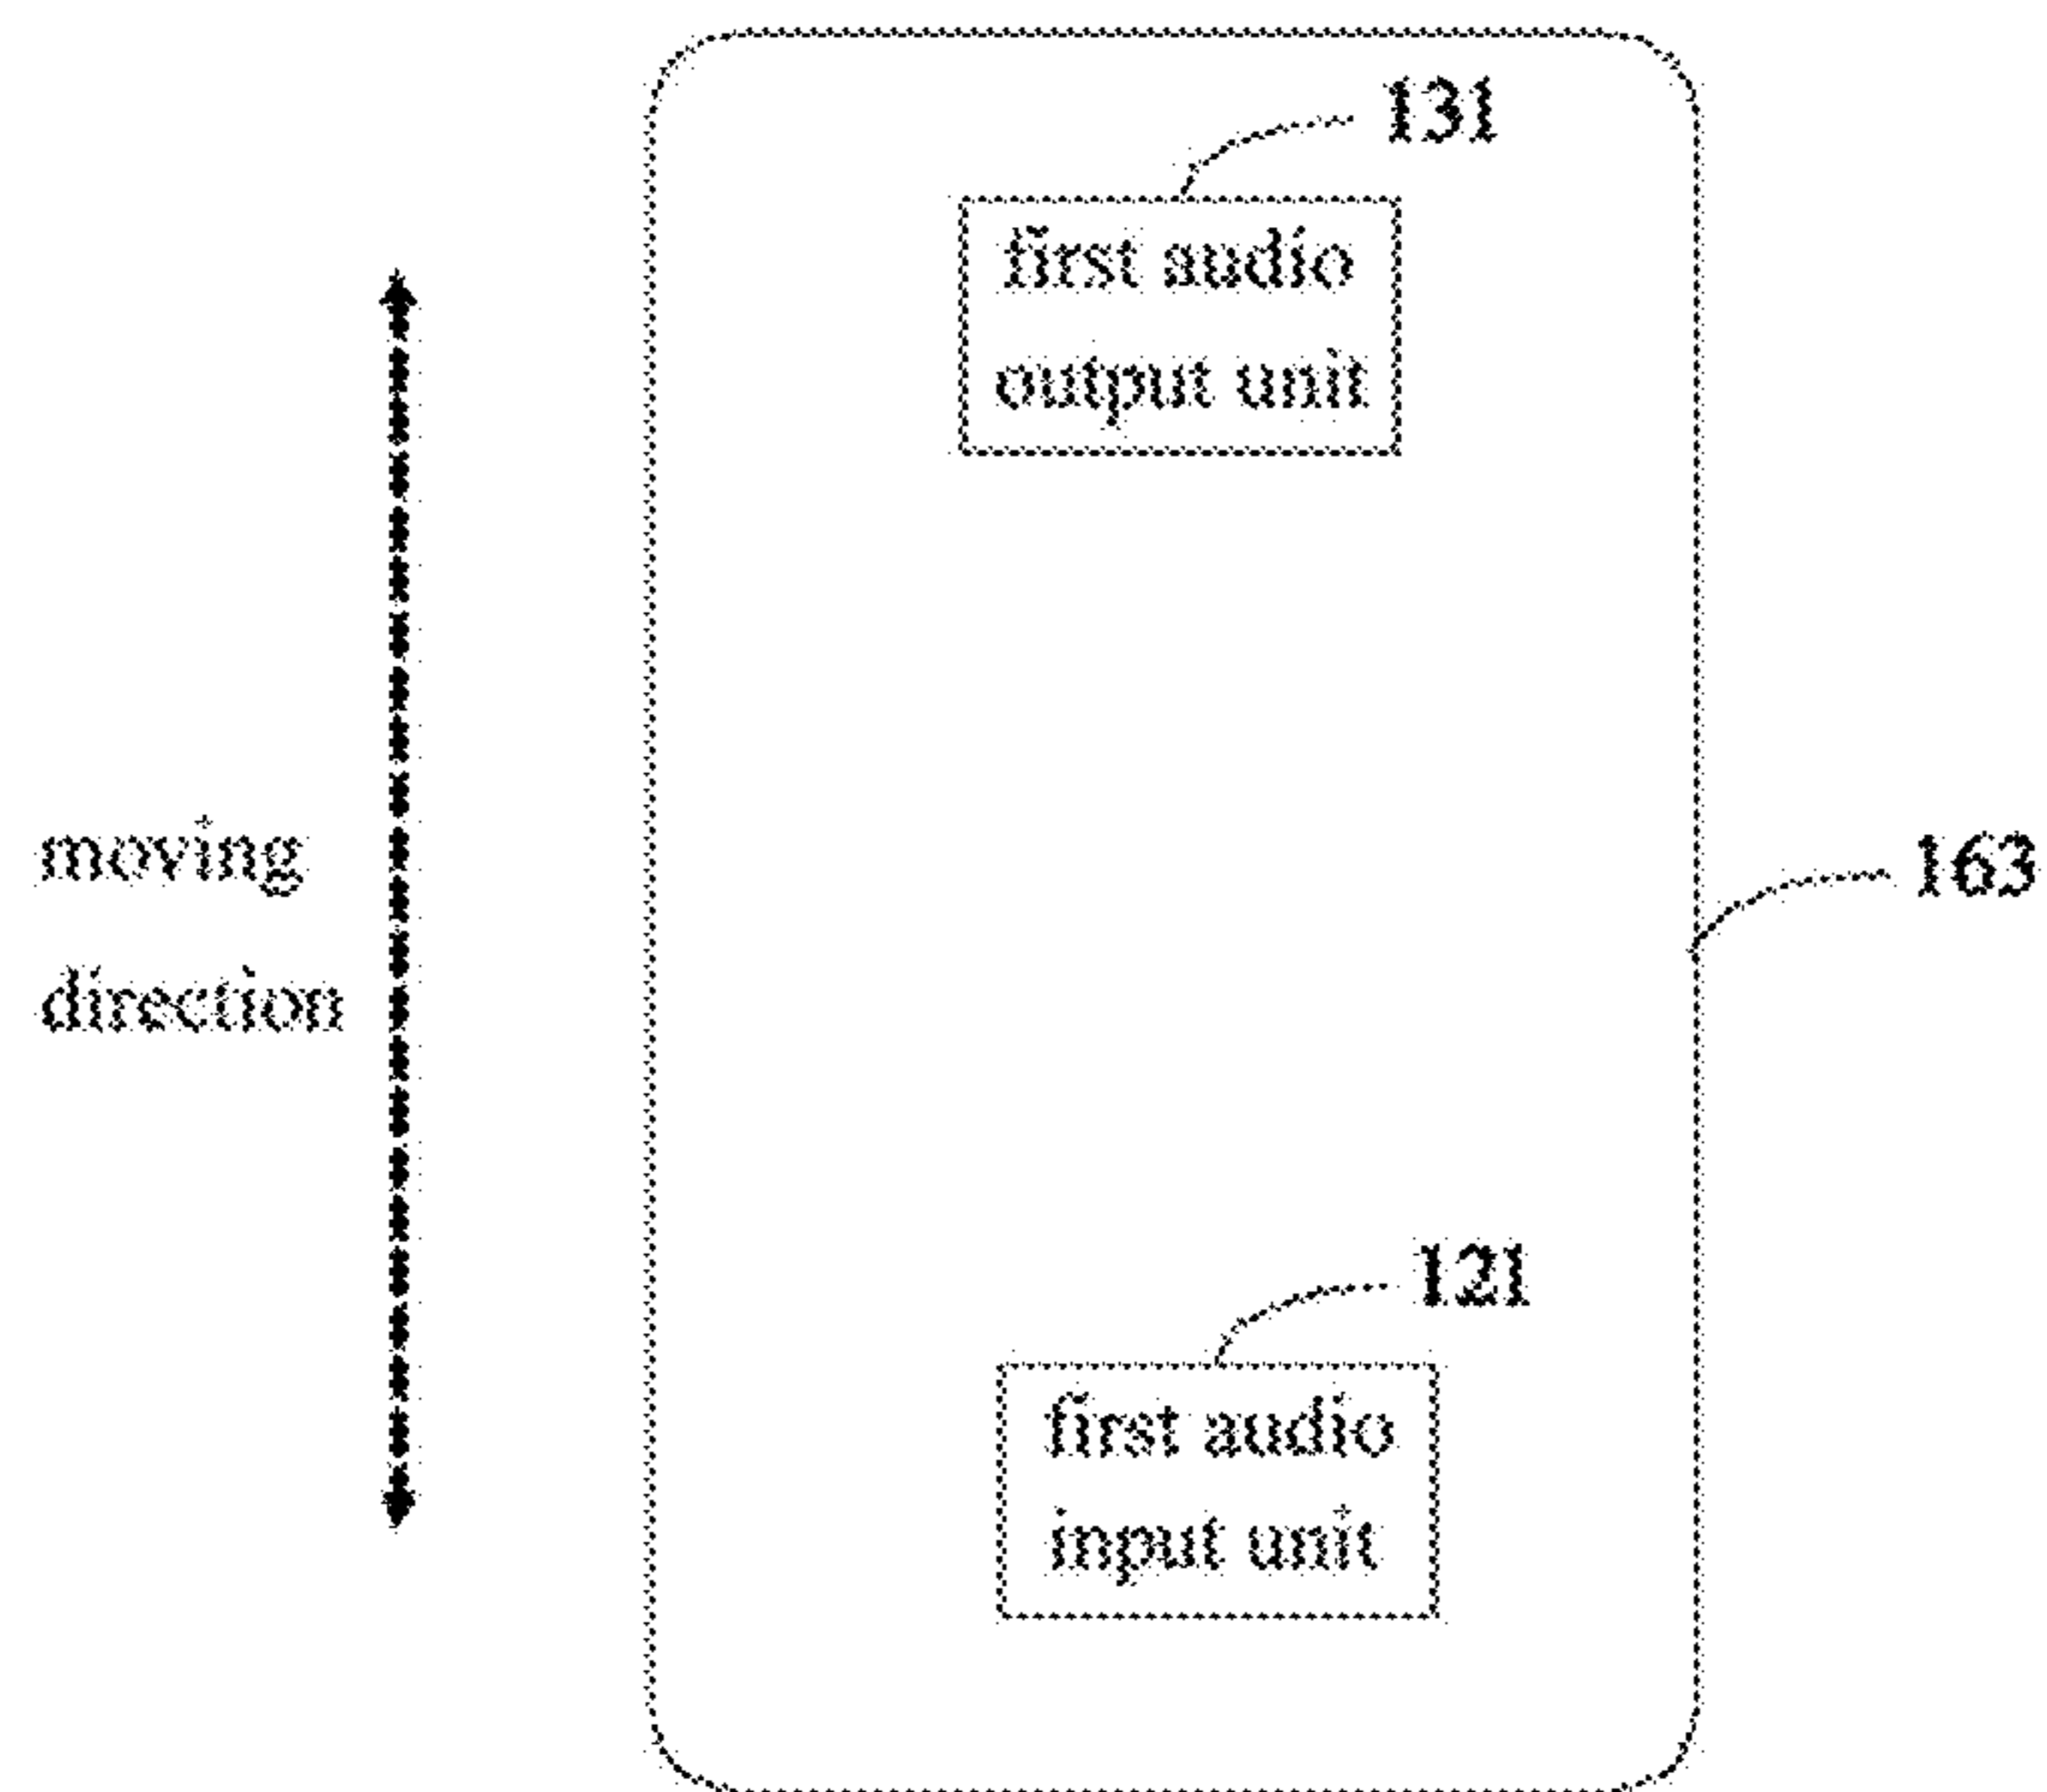 131
first audio
output unit
moving
direction
163
121
first audio
input unit